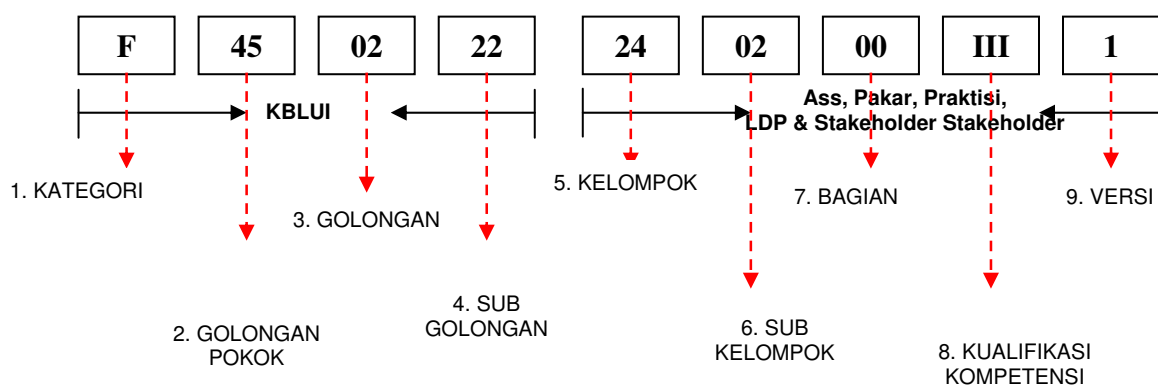 F 45 02 22 24 02 00 III 1
KBLUI
Ass, Pakar, Praktisi,
LDP & Stakeholder Stakeholder
1. KATEGORI
3. GOLONGAN
5. KELOMPOK
7. BAGIAN
9. VERSI
2. GOLONGAN
POKOK
4. SUB
GOLONGAN
6. SUB
KELOMPOK
8. KUALIFIKASI
KOMPETENSI